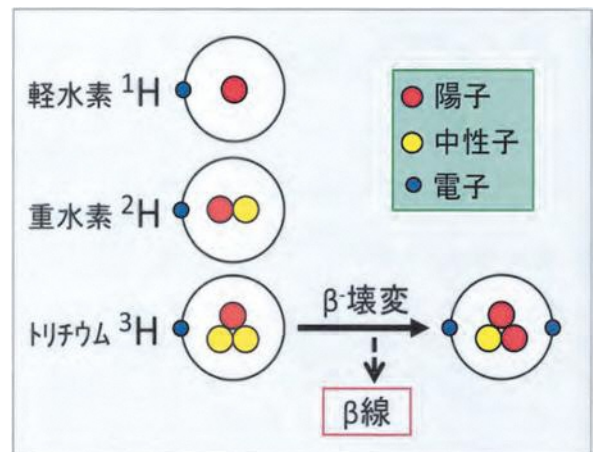 軽水素 ¹H
陽子
中性子
電子
重水素 ²H
トリチウム ³H
β⁻壊変
β線